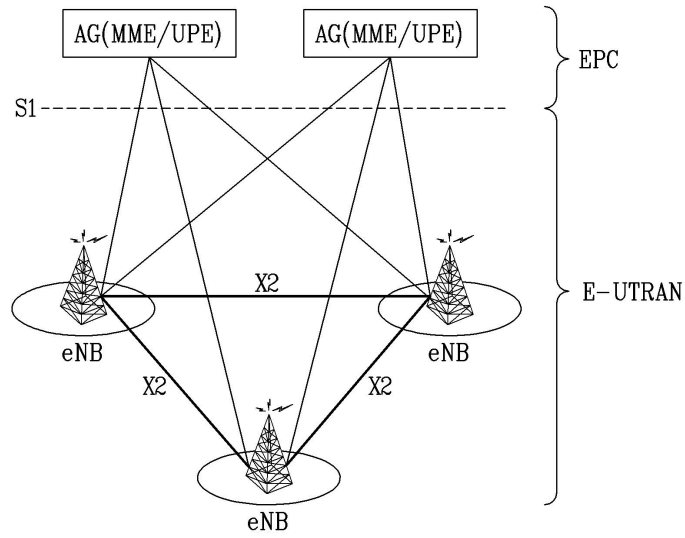 AG(MME/UPE)
AG(MME/UPE)
EPC
S1
X2
E-UTRAN
eNB
eNB
X2
X2
eNB